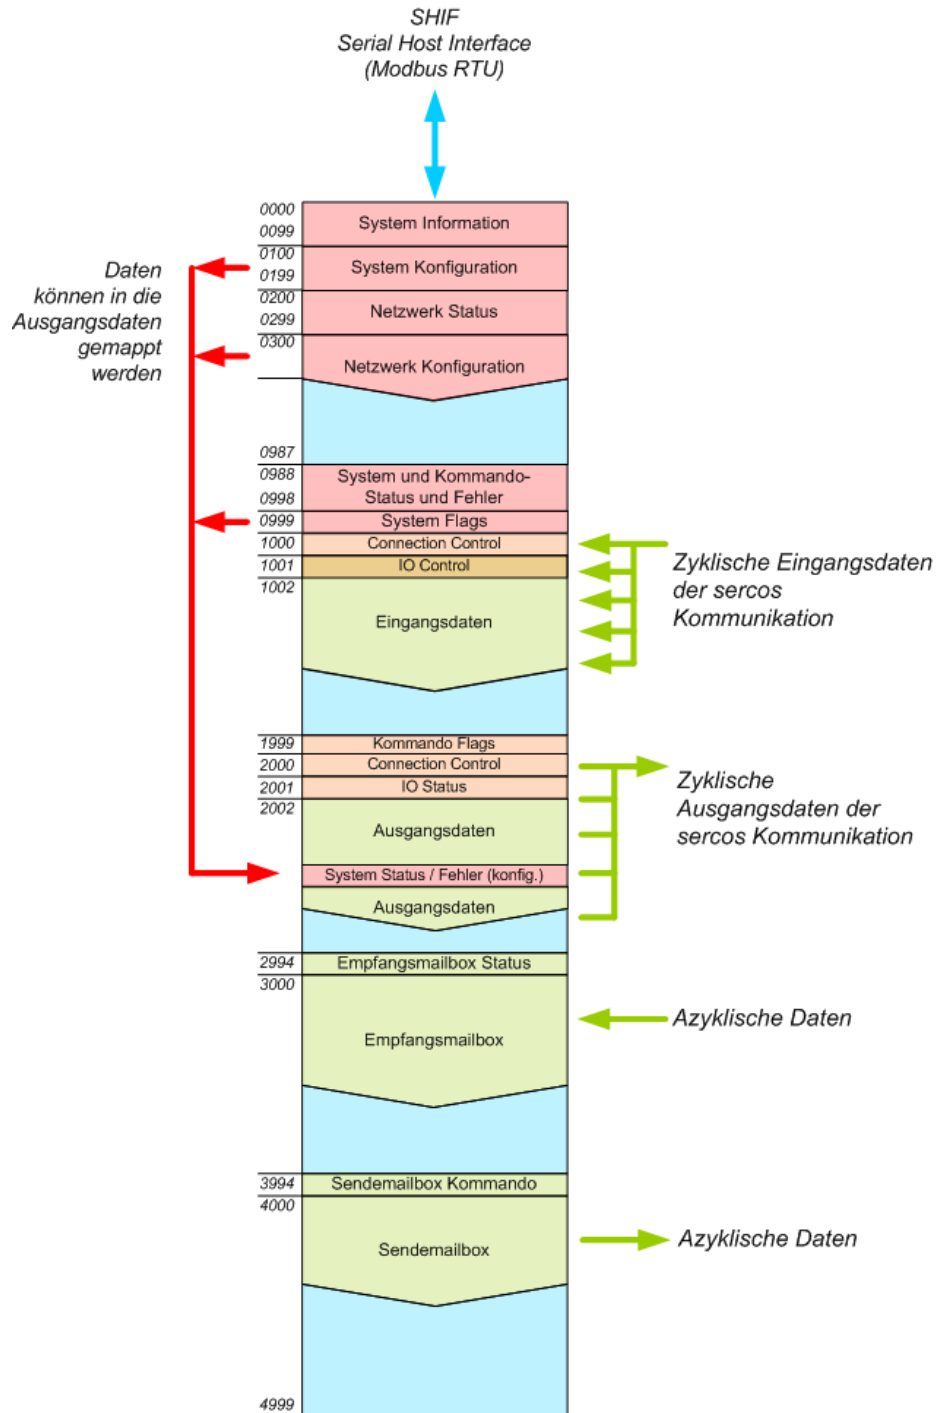 SHIF
Serial Host Interface
(Modbus RTU)
0000
System Information
0099
0100
System Konfiguration
0199
0200
Netzwerk Status
0299
0300
Netzwerk Konfiguration
Daten
können in die
Ausgangsdaten
gemappt
werden
0987
0988
System und Kommando-
Status und Fehler
0998
0999
System Flags
1000
Connection Control
1001
IO Control
1002
Eingangsdaten
Zyklische Eingangsdaten
der sercos
Kommunikation
1999
Kommando Flags
2000
Connection Control
2001
IO Status
2002
Ausgangsdaten
Zyklische
Ausgangsdaten der
sercos Kommunikation
System Status / Fehler (konfig.)
Ausgangsdaten
2994
Empfangsmailbox Status
3000
Empfangsmailbox
Azyklische Daten
3994
Sendemailbox Kommando
4000
Sendemailbox
Azyklische Daten
4999